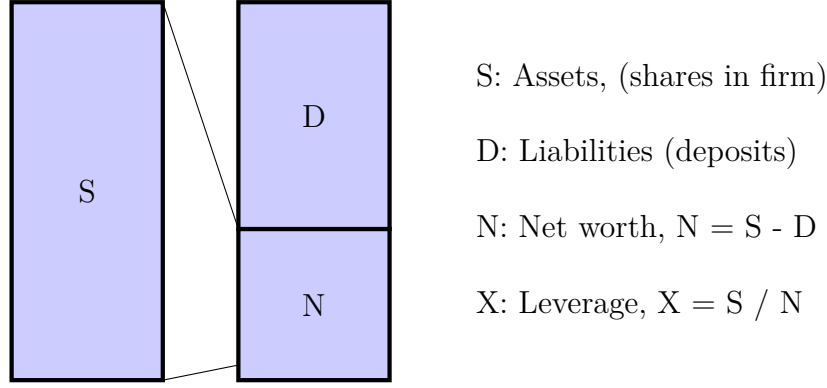 S
D
N
S: Assets, (shares in firm)
D: Liabilities (deposits)
N: Net worth, N = S - D
X: Leverage, X = S / N